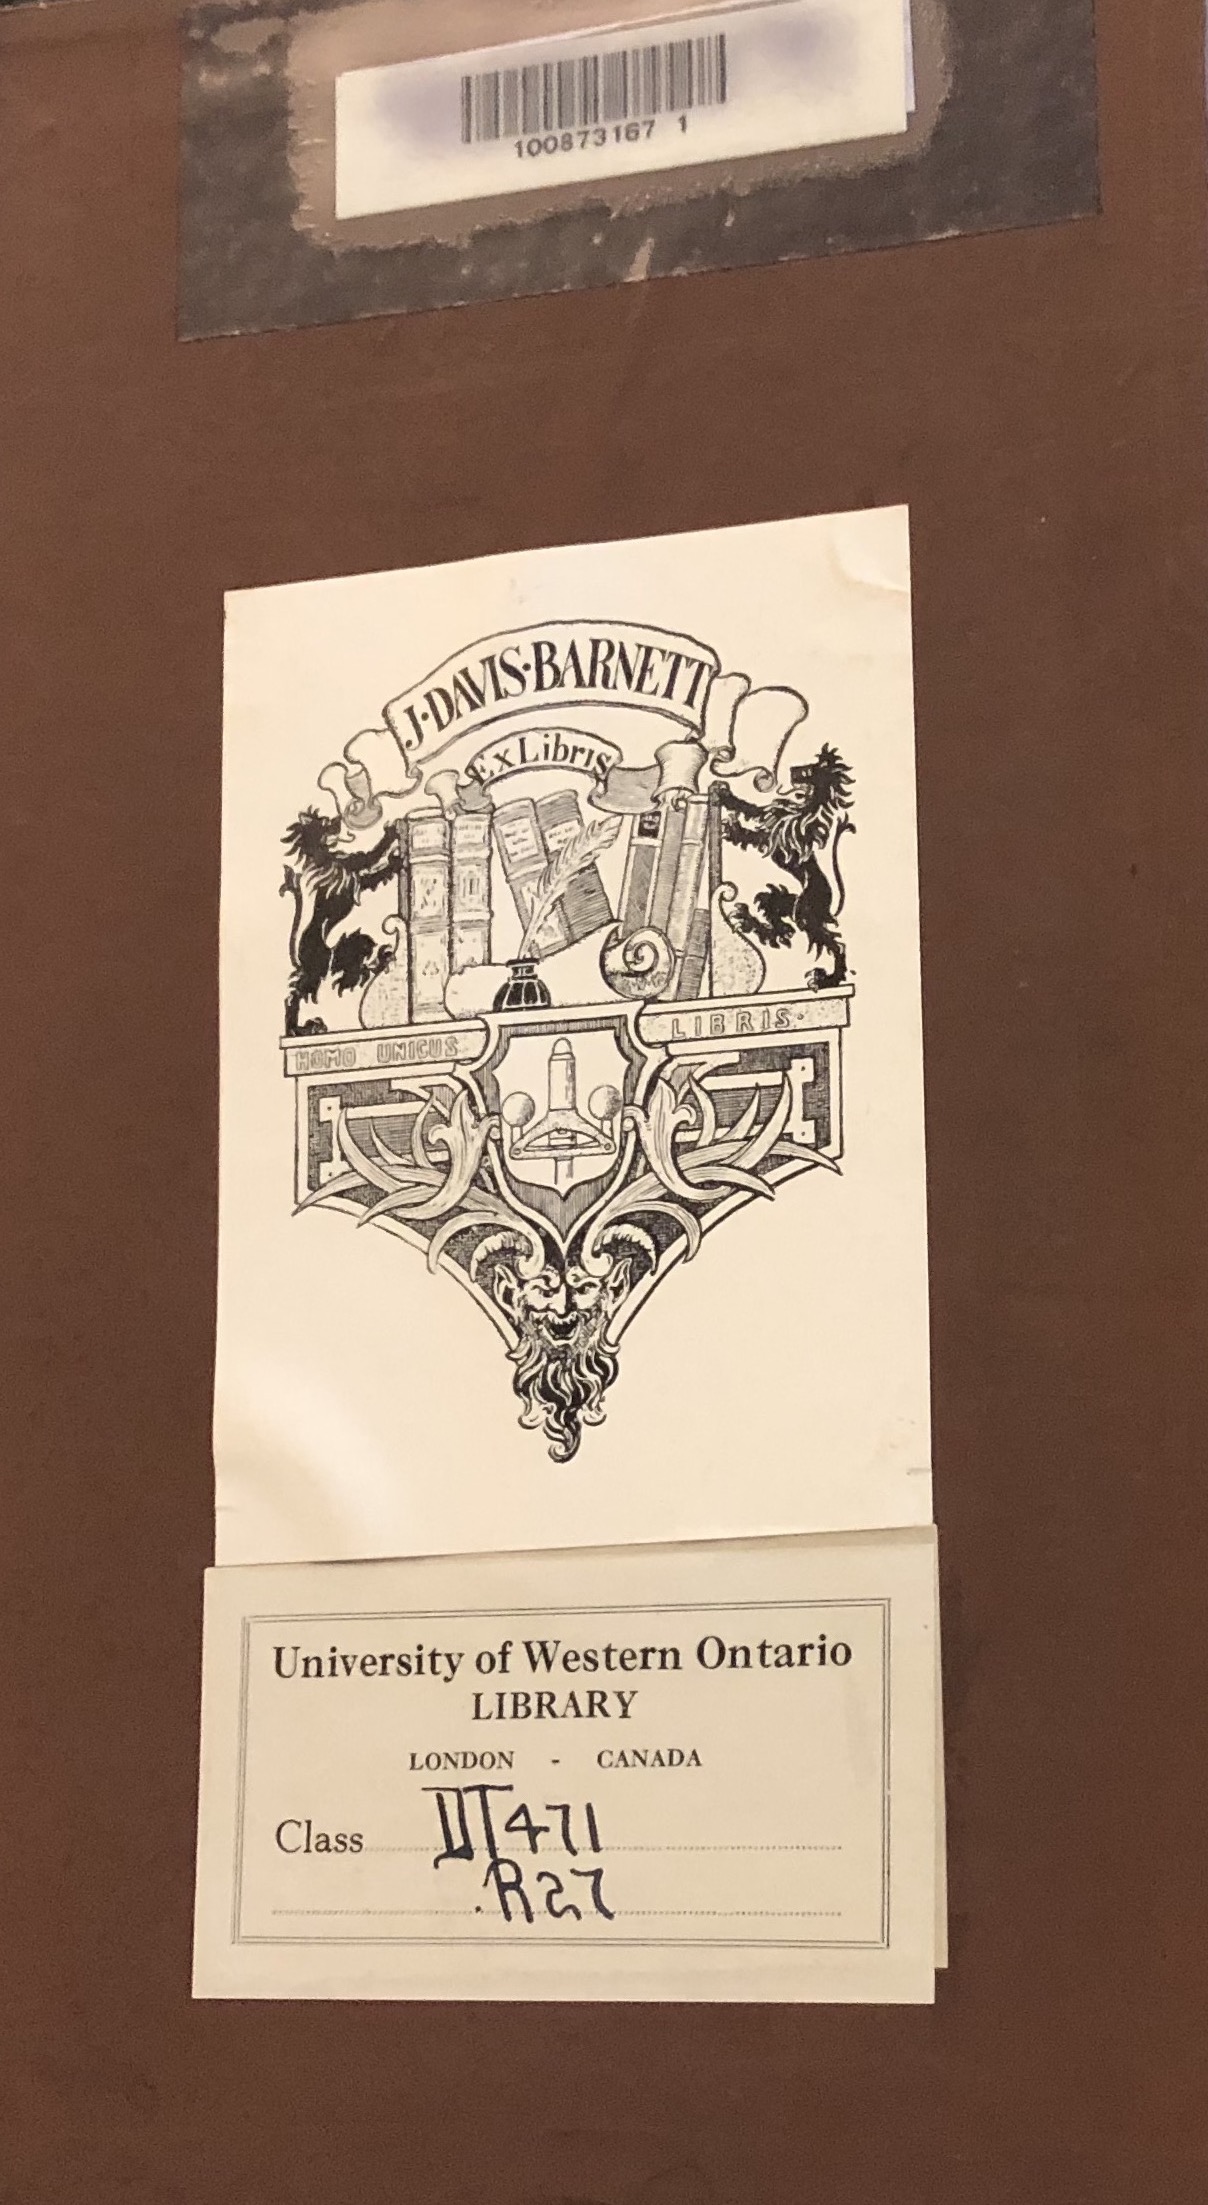 100873167 1
J·DAVIS·BARNETT
Ex Libris
HOMO UNICUS LIBRIS·
University of Western Ontario
LIBRARY
LONDON - CANADA
Class DT471
.R27